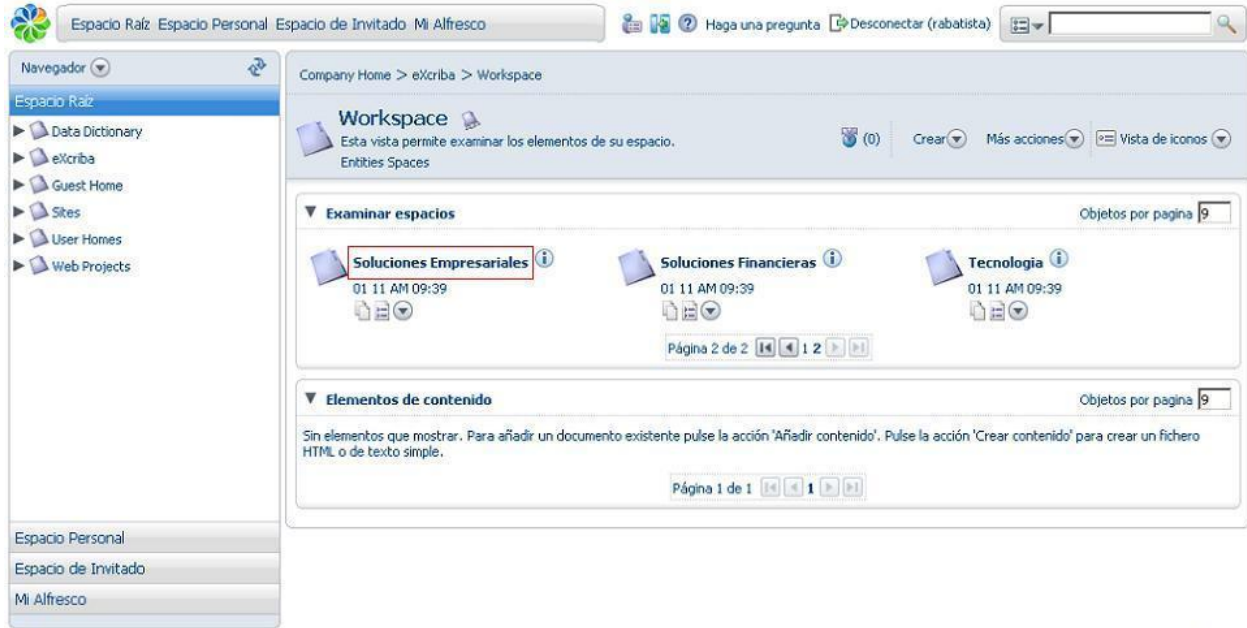 Espacio Raíz Espacio Personal Espacio de Invitado Mi Alfresco
Haga una pregunta Desconectar (rabatista)
Navegador
Espacio Raíz
Data Dictionary
eXcriba
Guest Home
Sites
User Homes
Web Projects
Espacio Personal
Espacio de Invitado
Mi Alfresco
Company Home > eXcriba > Workspace
Workspace
Esta vista permite examinar los elementos de su espacio.
Entities Spaces
(0) Crear Más acciones Vista de iconos
Examinar espacios Objetos por pagina 9
Soluciones Empresariales Soluciones Financieras Tecnologia
01 11 AM 09:39 01 11 AM 09:39 01 11 AM 09:39
Página 2 de 2 1 2
Elementos de contenido Objetos por pagina 9
Sin elementos que mostrar. Para añadir un documento existente pulse la acción 'Añadir contenido'. Pulse la acción 'Crear contenido' para crear un fichero
HTML o de texto simple.
Página 1 de 1 1